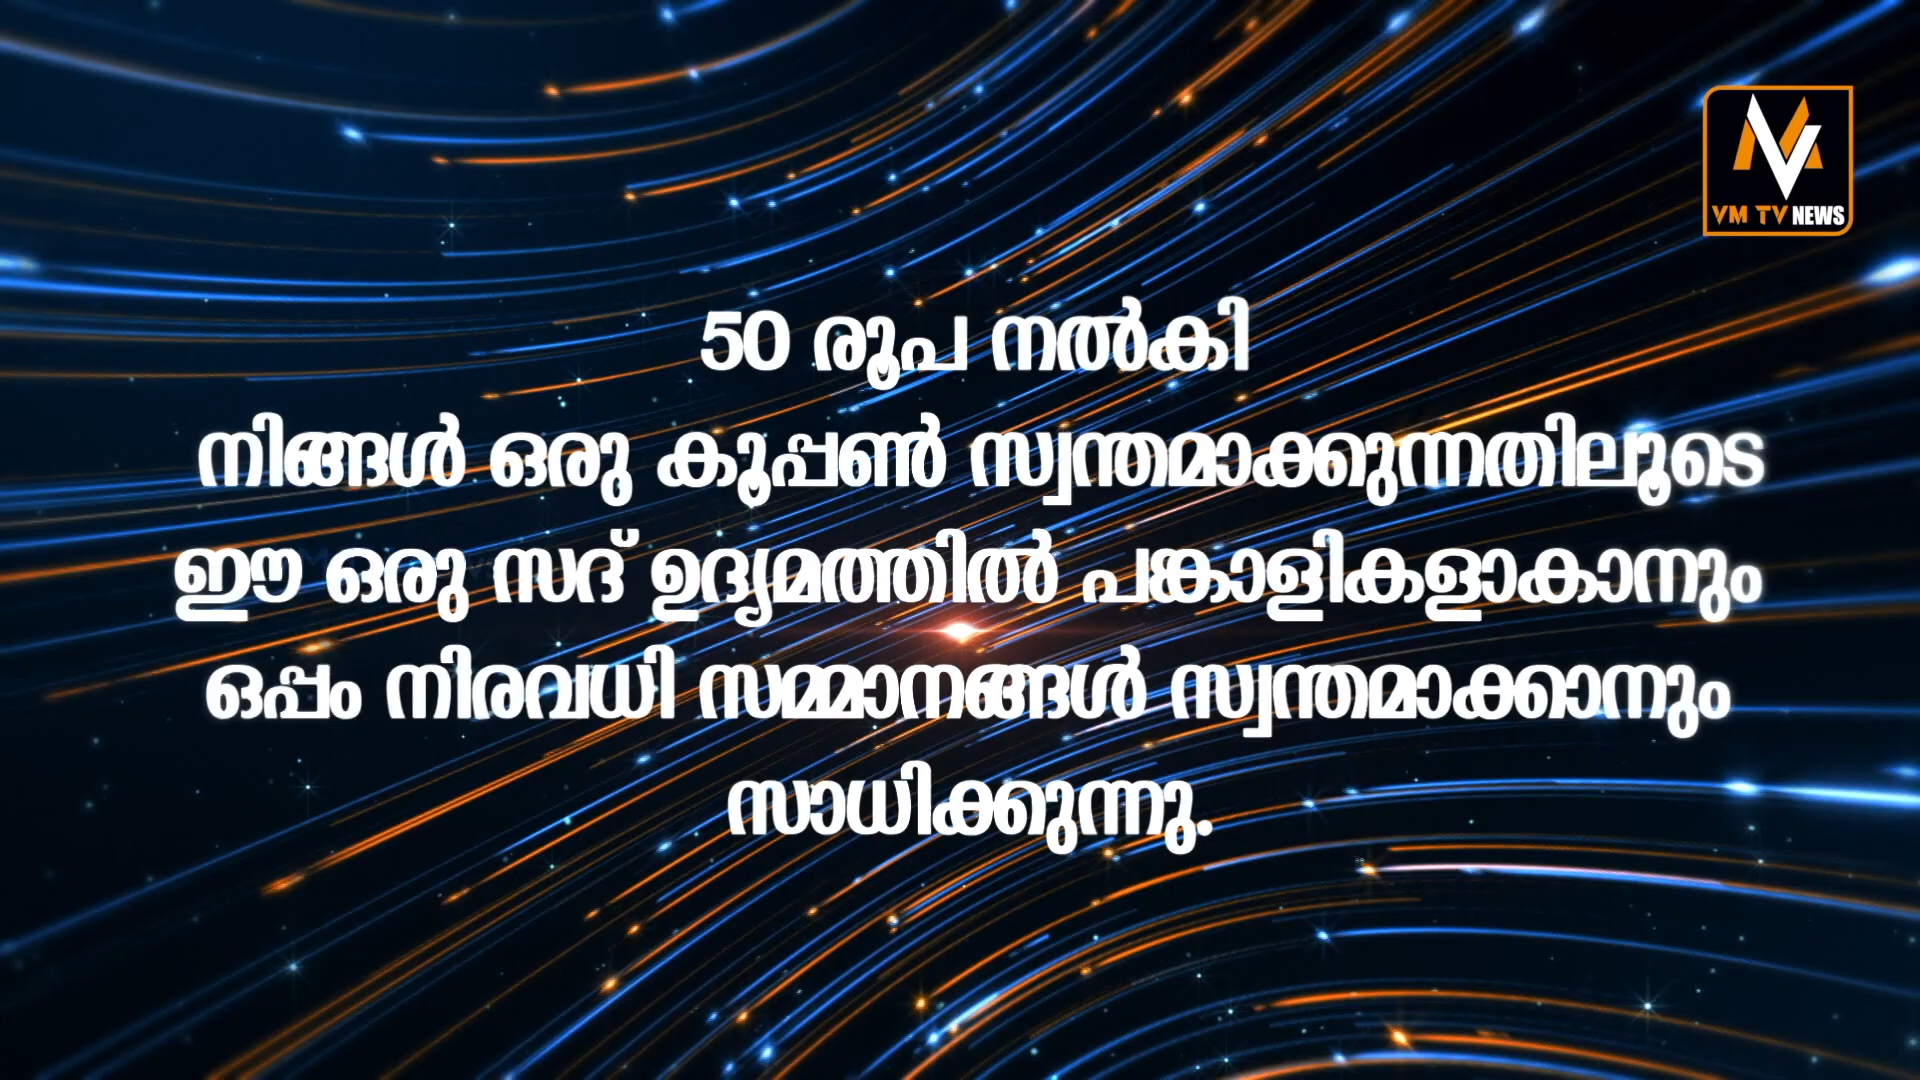 VM TV NEWS
50 രൂപ നൽകി
നിങ്ങൾ ഒരു കൂപ്പൺ സ്വന്തമാക്കുന്നതിലൂടെ
ഈ ഒരു സദ് ഉദ്യമത്തിൽ പങ്കാളികളാകാനും
ഒപ്പം നിരവധി സമ്മാനങ്ങൾ സ്വന്തമാക്കാനും
സാധിക്കുന്നു.